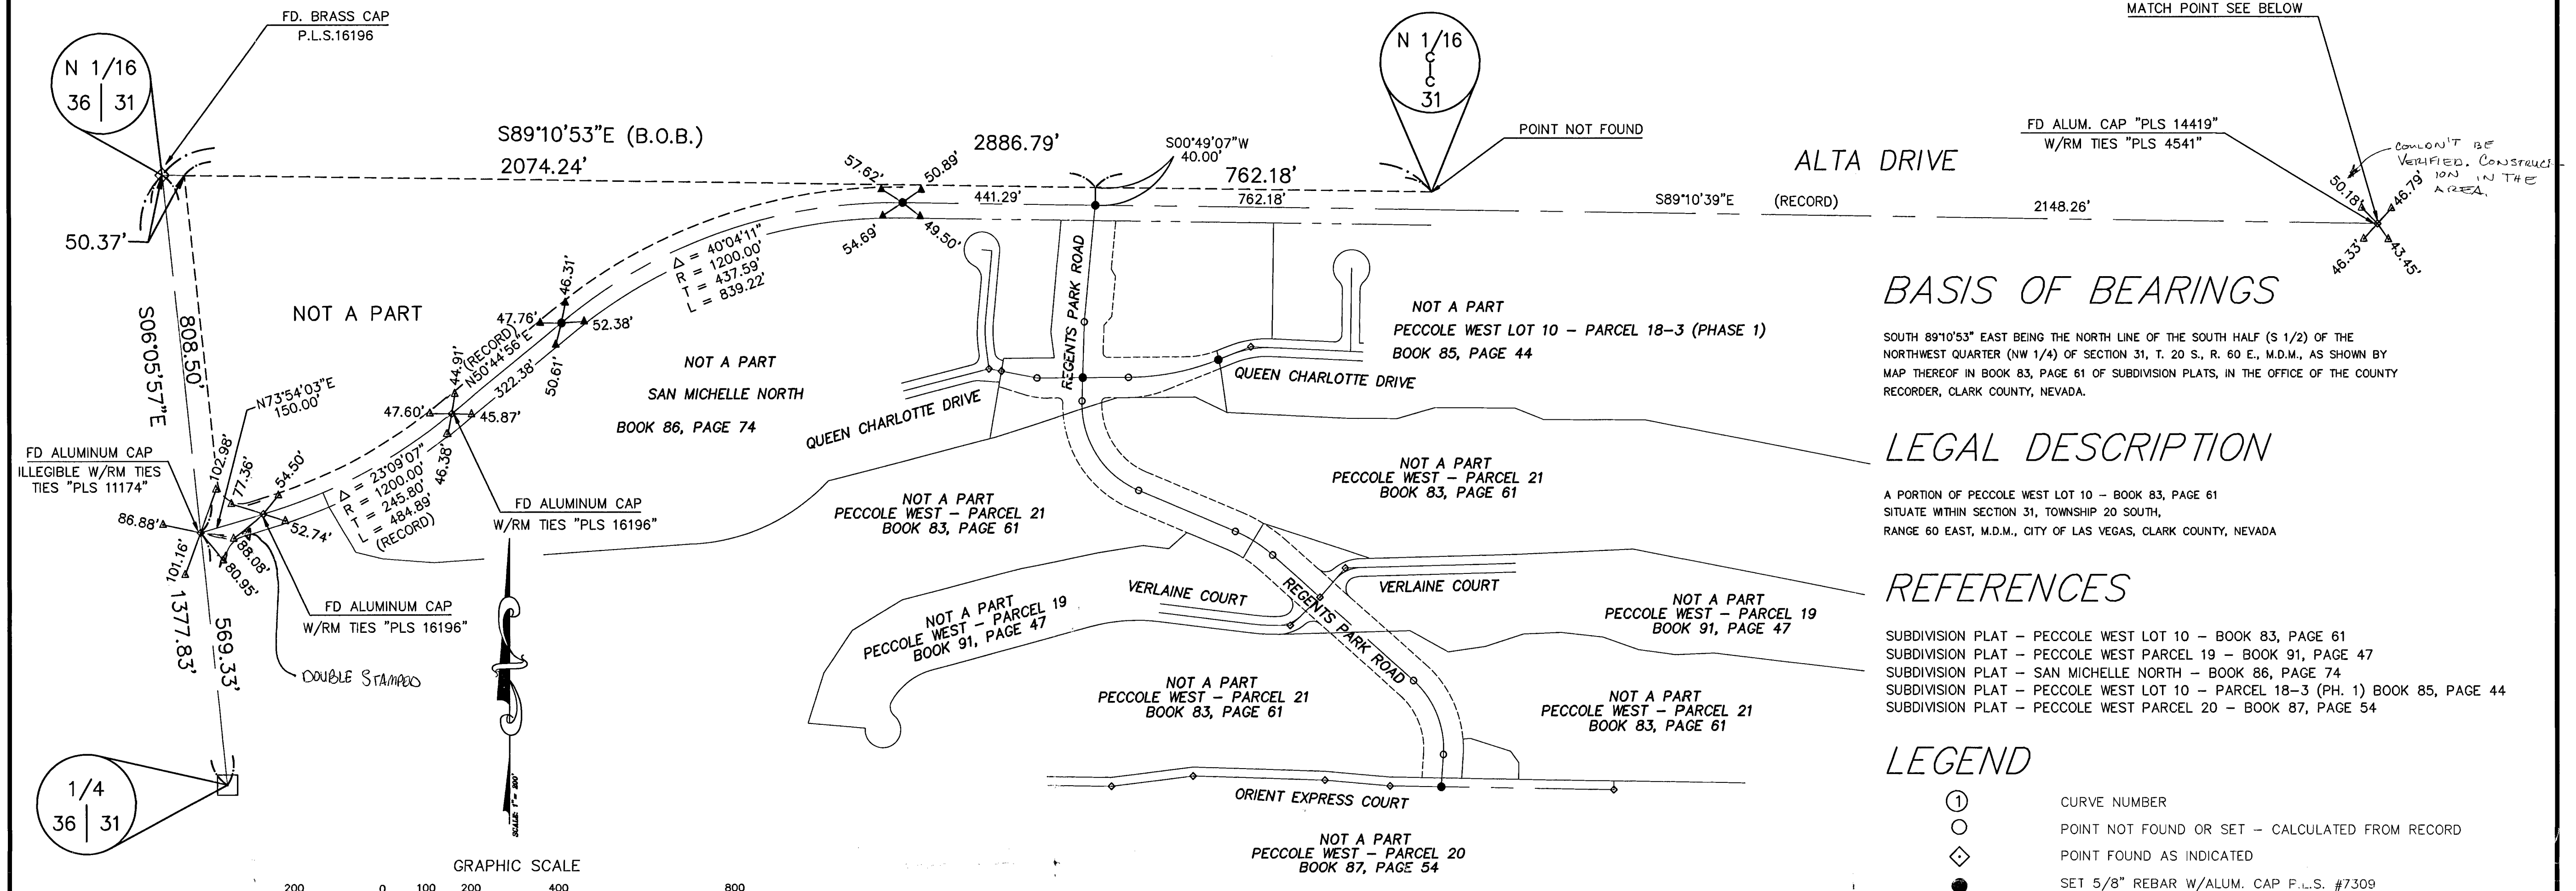 FD. BRASS CAP
P.L.S.16196
MATCH POINT SEE BELOW
N 1/16
36 | 31
N 1/16
C
C
31
S89°10'53"E (B.O.B.)
2074.24'
2886.79'
S00°49'07"W
40.00'
POINT NOT FOUND
FD ALUM. CAP "PLS 14419"
W/RM TIES "PLS 4541"
COULDN'T BE
VERIFIED. CONSTRUCT-
ION IN THE
AREA.
ALTA DRIVE
57.62'
50.89'
54.69'
49.50'
441.29'
762.18'
762.18'
S89°10'39"E (RECORD)
2148.26'
50.18'
46.79'
46.33'
43.45'
50.37'
S06°05'57"E
808.50'
NOT A PART
Δ = 40°04'11"
R = 1200.00'
T = 437.59'
L = 839.22'
46.31'
47.76'
52.38'
50.61'
(RECORD)
N50°44'56"E
322.38'
44.91'
47.60'
45.87'
46.38'
N73°54'03"E
150.00'
FD ALUMINUM CAP
ILLEGIBLE W/RM TIES
TIES "PLS 11174"
102.98'
77.36'
54.50'
86.88'
52.74'
88.08'
80.95'
101.16'
Δ = 23°09'07"
R = 1200.00'
T = 245.80'
L = 484.89'
(RECORD)
FD ALUMINUM CAP
W/RM TIES "PLS 16196"
FD ALUMINUM CAP
W/RM TIES "PLS 16196"
DOUBLE STAMPED
1377.83'
569.33'
1/4
36 | 31
NOT A PART
SAN MICHELLE NORTH
BOOK 86, PAGE 74
REGENTS PARK ROAD
QUEEN CHARLOTTE DRIVE
QUEEN CHARLOTTE DRIVE
NOT A PART
PECCOLE WEST LOT 10 – PARCEL 18–3 (PHASE 1)
BOOK 85, PAGE 44
NOT A PART
PECCOLE WEST – PARCEL 21
BOOK 83, PAGE 61
NOT A PART
PECCOLE WEST – PARCEL 21
BOOK 83, PAGE 61
NOT A PART
PECCOLE WEST – PARCEL 19
BOOK 91, PAGE 47
VERLAINE COURT
VERLAINE COURT
REGENTS PARK ROAD
NOT A PART
PECCOLE WEST – PARCEL 19
BOOK 91, PAGE 47
NOT A PART
PECCOLE WEST – PARCEL 21
BOOK 83, PAGE 61
NOT A PART
PECCOLE WEST – PARCEL 21
BOOK 83, PAGE 61
ORIENT EXPRESS COURT
NOT A PART
PECCOLE WEST – PARCEL 20
BOOK 87, PAGE 54
SCALE: 1" = 200'
GRAPHIC SCALE
200 0 100 200 400 800
BASIS OF BEARINGS
SOUTH 89°10'53" EAST BEING THE NORTH LINE OF THE SOUTH HALF (S 1/2) OF THE
NORTHWEST QUARTER (NW 1/4) OF SECTION 31, T. 20 S., R. 60 E., M.D.M., AS SHOWN BY
MAP THEREOF IN BOOK 83, PAGE 61 OF SUBDIVISION PLATS, IN THE OFFICE OF THE COUNTY
RECORDER, CLARK COUNTY, NEVADA.
LEGAL DESCRIPTION
A PORTION OF PECCOLE WEST LOT 10 – BOOK 83, PAGE 61
SITUATE WITHIN SECTION 31, TOWNSHIP 20 SOUTH,
RANGE 60 EAST, M.D.M., CITY OF LAS VEGAS, CLARK COUNTY, NEVADA
REFERENCES
SUBDIVISION PLAT – PECCOLE WEST LOT 10 – BOOK 83, PAGE 61
SUBDIVISION PLAT – PECCOLE WEST PARCEL 19 – BOOK 91, PAGE 47
SUBDIVISION PLAT – SAN MICHELLE NORTH – BOOK 86, PAGE 74
SUBDIVISION PLAT – PECCOLE WEST LOT 10 – PARCEL 18–3 (PH. 1) BOOK 85, PAGE 44
SUBDIVISION PLAT – PECCOLE WEST PARCEL 20 – BOOK 87, PAGE 54
LEGEND
1 CURVE NUMBER
POINT NOT FOUND OR SET – CALCULATED FROM RECORD
POINT FOUND AS INDICATED
SET 5/8" REBAR W/ALUM. CAP P.L.S. #7309